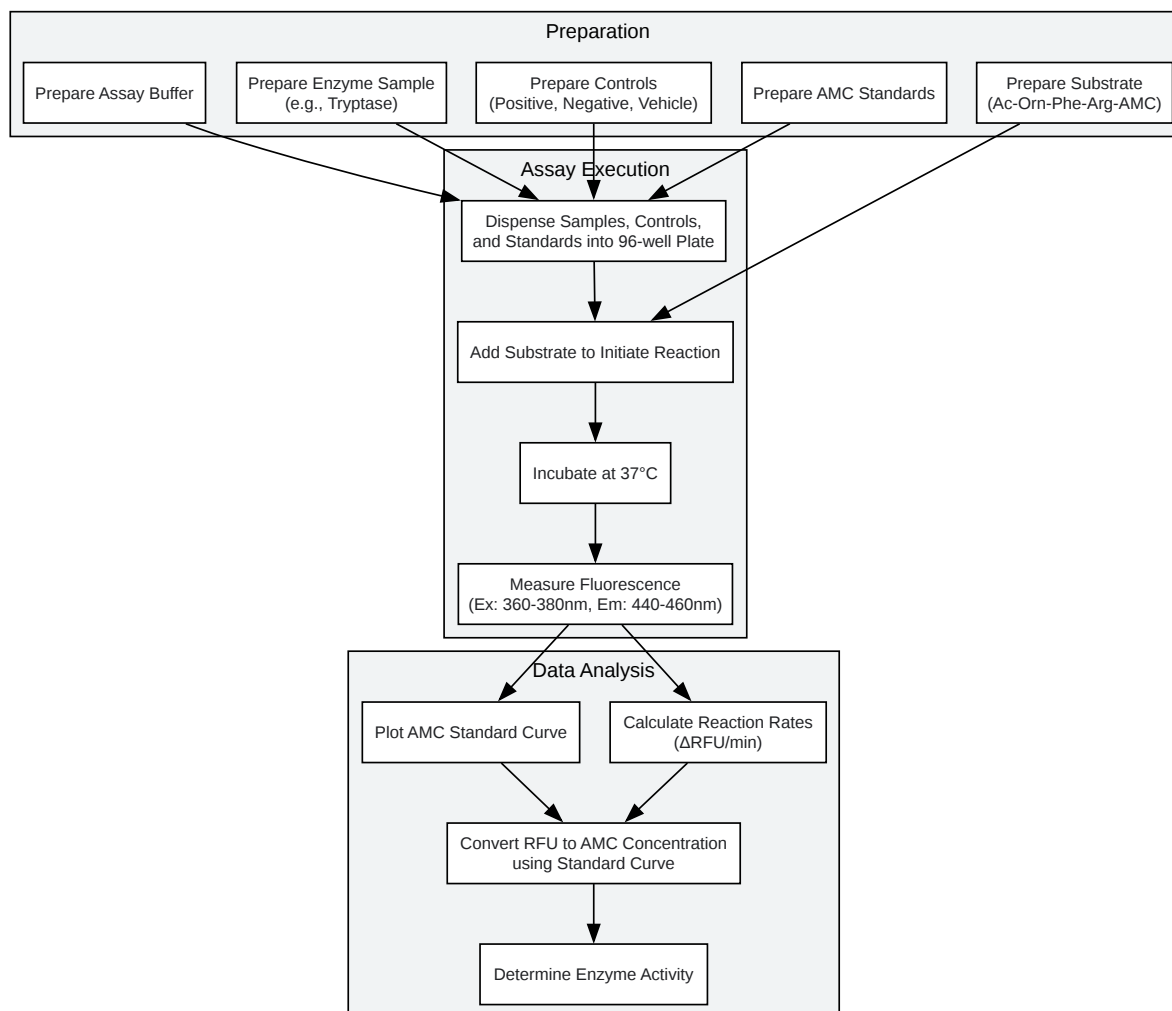 Preparation
Prepare Assay Buffer
Prepare Enzyme Sample
(e.g., Tryptase)
Prepare Controls
(Positive, Negative, Vehicle)
Prepare AMC Standards
Prepare Substrate
(Ac-Orn-Phe-Arg-AMC)
Assay Execution
Dispense Samples, Controls,
and Standards into 96-well Plate
Add Substrate to Initiate Reaction
Incubate at 37°C
Measure Fluorescence
(Ex: 360-380nm, Em: 440-460nm)
Data Analysis
Plot AMC Standard Curve
Calculate Reaction Rates
(ΔRFU/min)
Convert RFU to AMC Concentration
using Standard Curve
Determine Enzyme Activity